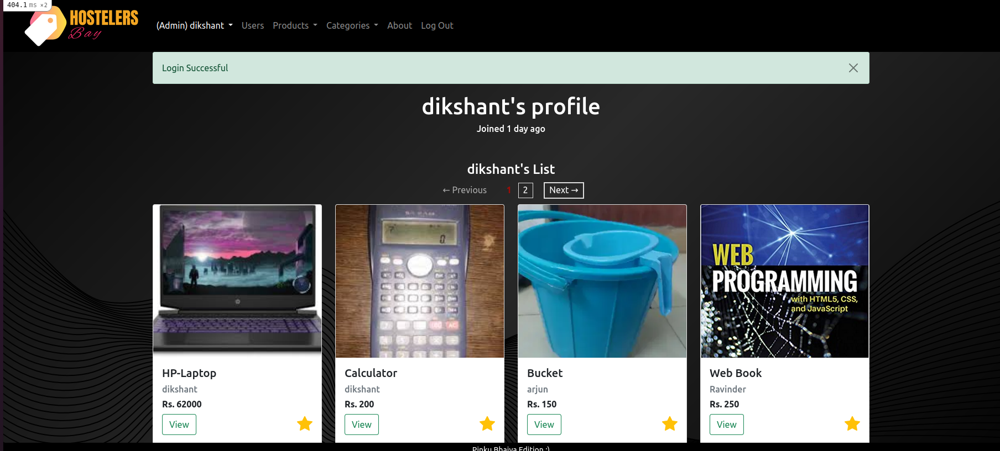 404.1 ms ×2
HOSTELERS
Bay
(Admin) dikshant Users Products Categories About Log Out
Login Successful
dikshant's profile
Joined 1 day ago
dikshant's List
← Previous 1 2 Next →
WEB
PROGRAMMING
with HTML5, CSS,
and JavaScript
HP-Laptop
dikshant
Rs. 62000
View
Calculator
dikshant
Rs. 200
View
Bucket
arjun
Rs. 150
View
Web Book
Ravinder
Rs. 250
View
Pinku Bhaiya Edition :)